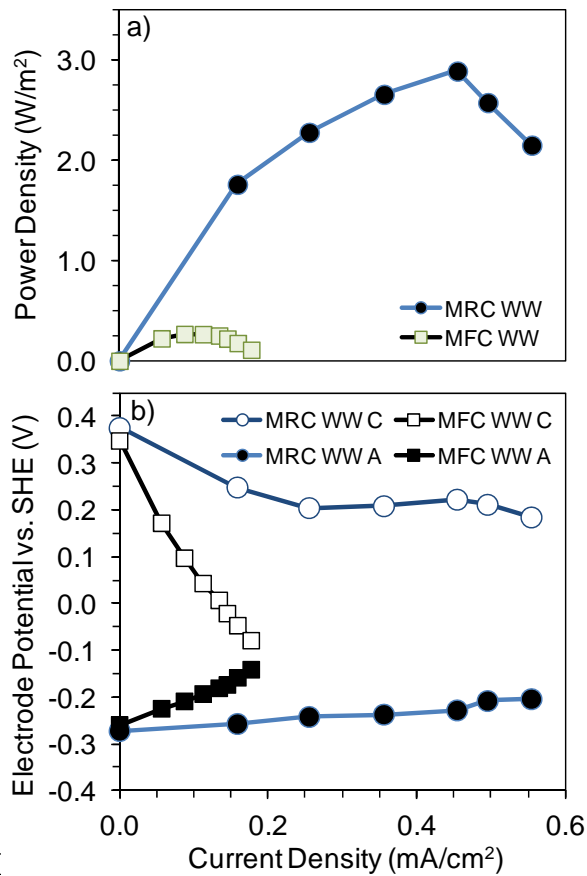 a)
Power Density (W/m²)
3.0
2.0
1.0
0.0
MRC WW
MFC WW
b)
Electrode Potential vs. SHE (V)
0.4
0.3
0.2
0.1
0.0
-0.1
-0.2
-0.3
-0.4
MRC WW C
MFC WW C
MRC WW A
MFC WW A
0.0
0.2
0.4
0.6
Current Density (mA/cm²)